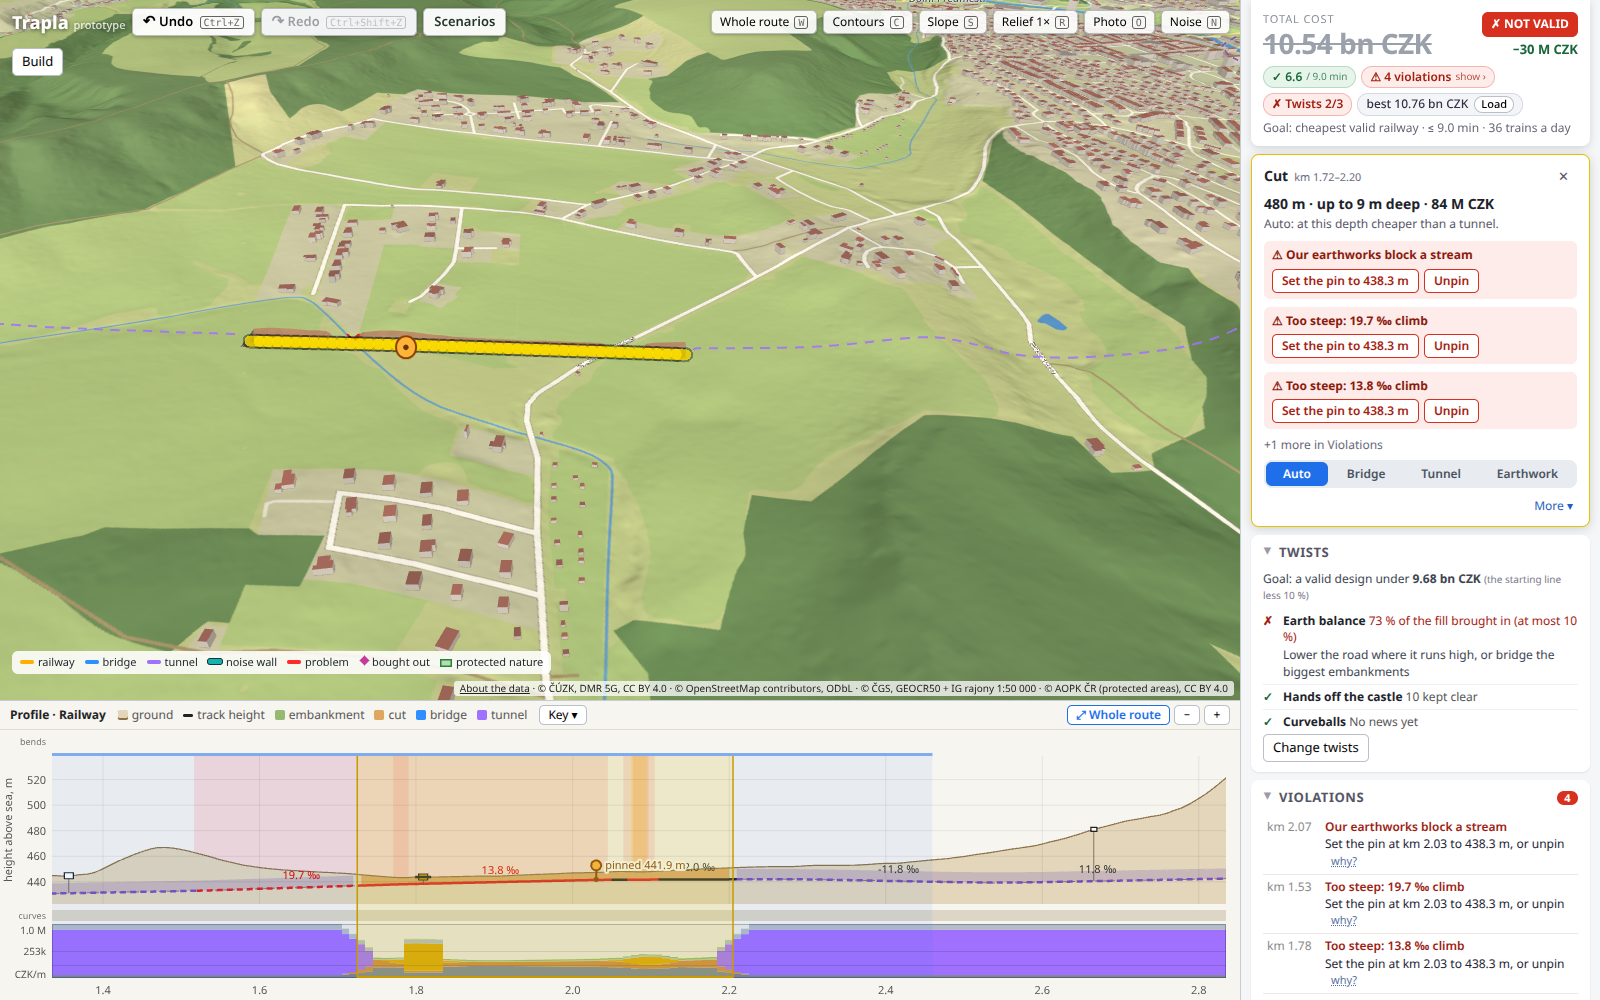 Trapla prototype
↶ Undo Ctrl+Z
↷ Redo Ctrl+Shift+Z
Scenarios
Whole route W
Contours C
Slope S
Relief 1× R
Photo O
Noise N
Build
railway bridge tunnel noise wall problem bought out protected nature
About the data · © ČÚZK, DMR 5G, CC BY 4.0 · © OpenStreetMap contributors, ODbL · © ČGS, GEOCR50 + IG rajony 1:50 000 · © AOPK ČR (protected areas), CC BY 4.0
Profile · Railway ground track height embankment cut bridge tunnel Key ▾
⤢ Whole route − +
bends
height above sea, m
520
500
480
460
440
19.7 ‰
13.8 ‰
pinned 441.9 m
2.0 ‰
-11.8 ‰
11.8 ‰
curves
1.0 M
253k
CZK/m
1.4 1.6 1.8 2.0 2.2 2.4 2.6 2.8
TOTAL COST
✗ NOT VALID
10.54 bn CZK
−30 M CZK
✓ 6.6 / 9.0 min
⚠ 4 violations show ›
✗ Twists 2/3
best 10.76 bn CZK Load
Goal: cheapest valid railway · ≤ 9.0 min · 36 trains a day
Cut km 1.72–2.20 ✕
480 m · up to 9 m deep · 84 M CZK
Auto: at this depth cheaper than a tunnel.
⚠ Our earthworks block a stream
Set the pin to 438.3 m Unpin
⚠ Too steep: 19.7 ‰ climb
Set the pin to 438.3 m Unpin
⚠ Too steep: 13.8 ‰ climb
Set the pin to 438.3 m Unpin
+1 more in Violations
Auto Bridge Tunnel Earthwork
More ▾
▼ TWISTS
Goal: a valid design under 9.68 bn CZK (the starting line
less 10 %)
✗ Earth balance 73 % of the fill brought in (at most 10
%)
Lower the road where it runs high, or bridge the
biggest embankments
✓ Hands off the castle 10 kept clear
✓ Curveballs No news yet
Change twists
▼ VIOLATIONS 4
km 2.07 Our earthworks block a stream
Set the pin at km 2.03 to 438.3 m, or unpin
why?
km 1.53 Too steep: 19.7 ‰ climb
Set the pin at km 2.03 to 438.3 m, or unpin
why?
km 1.78 Too steep: 13.8 ‰ climb
Set the pin at km 2.03 to 438.3 m, or unpin
why?